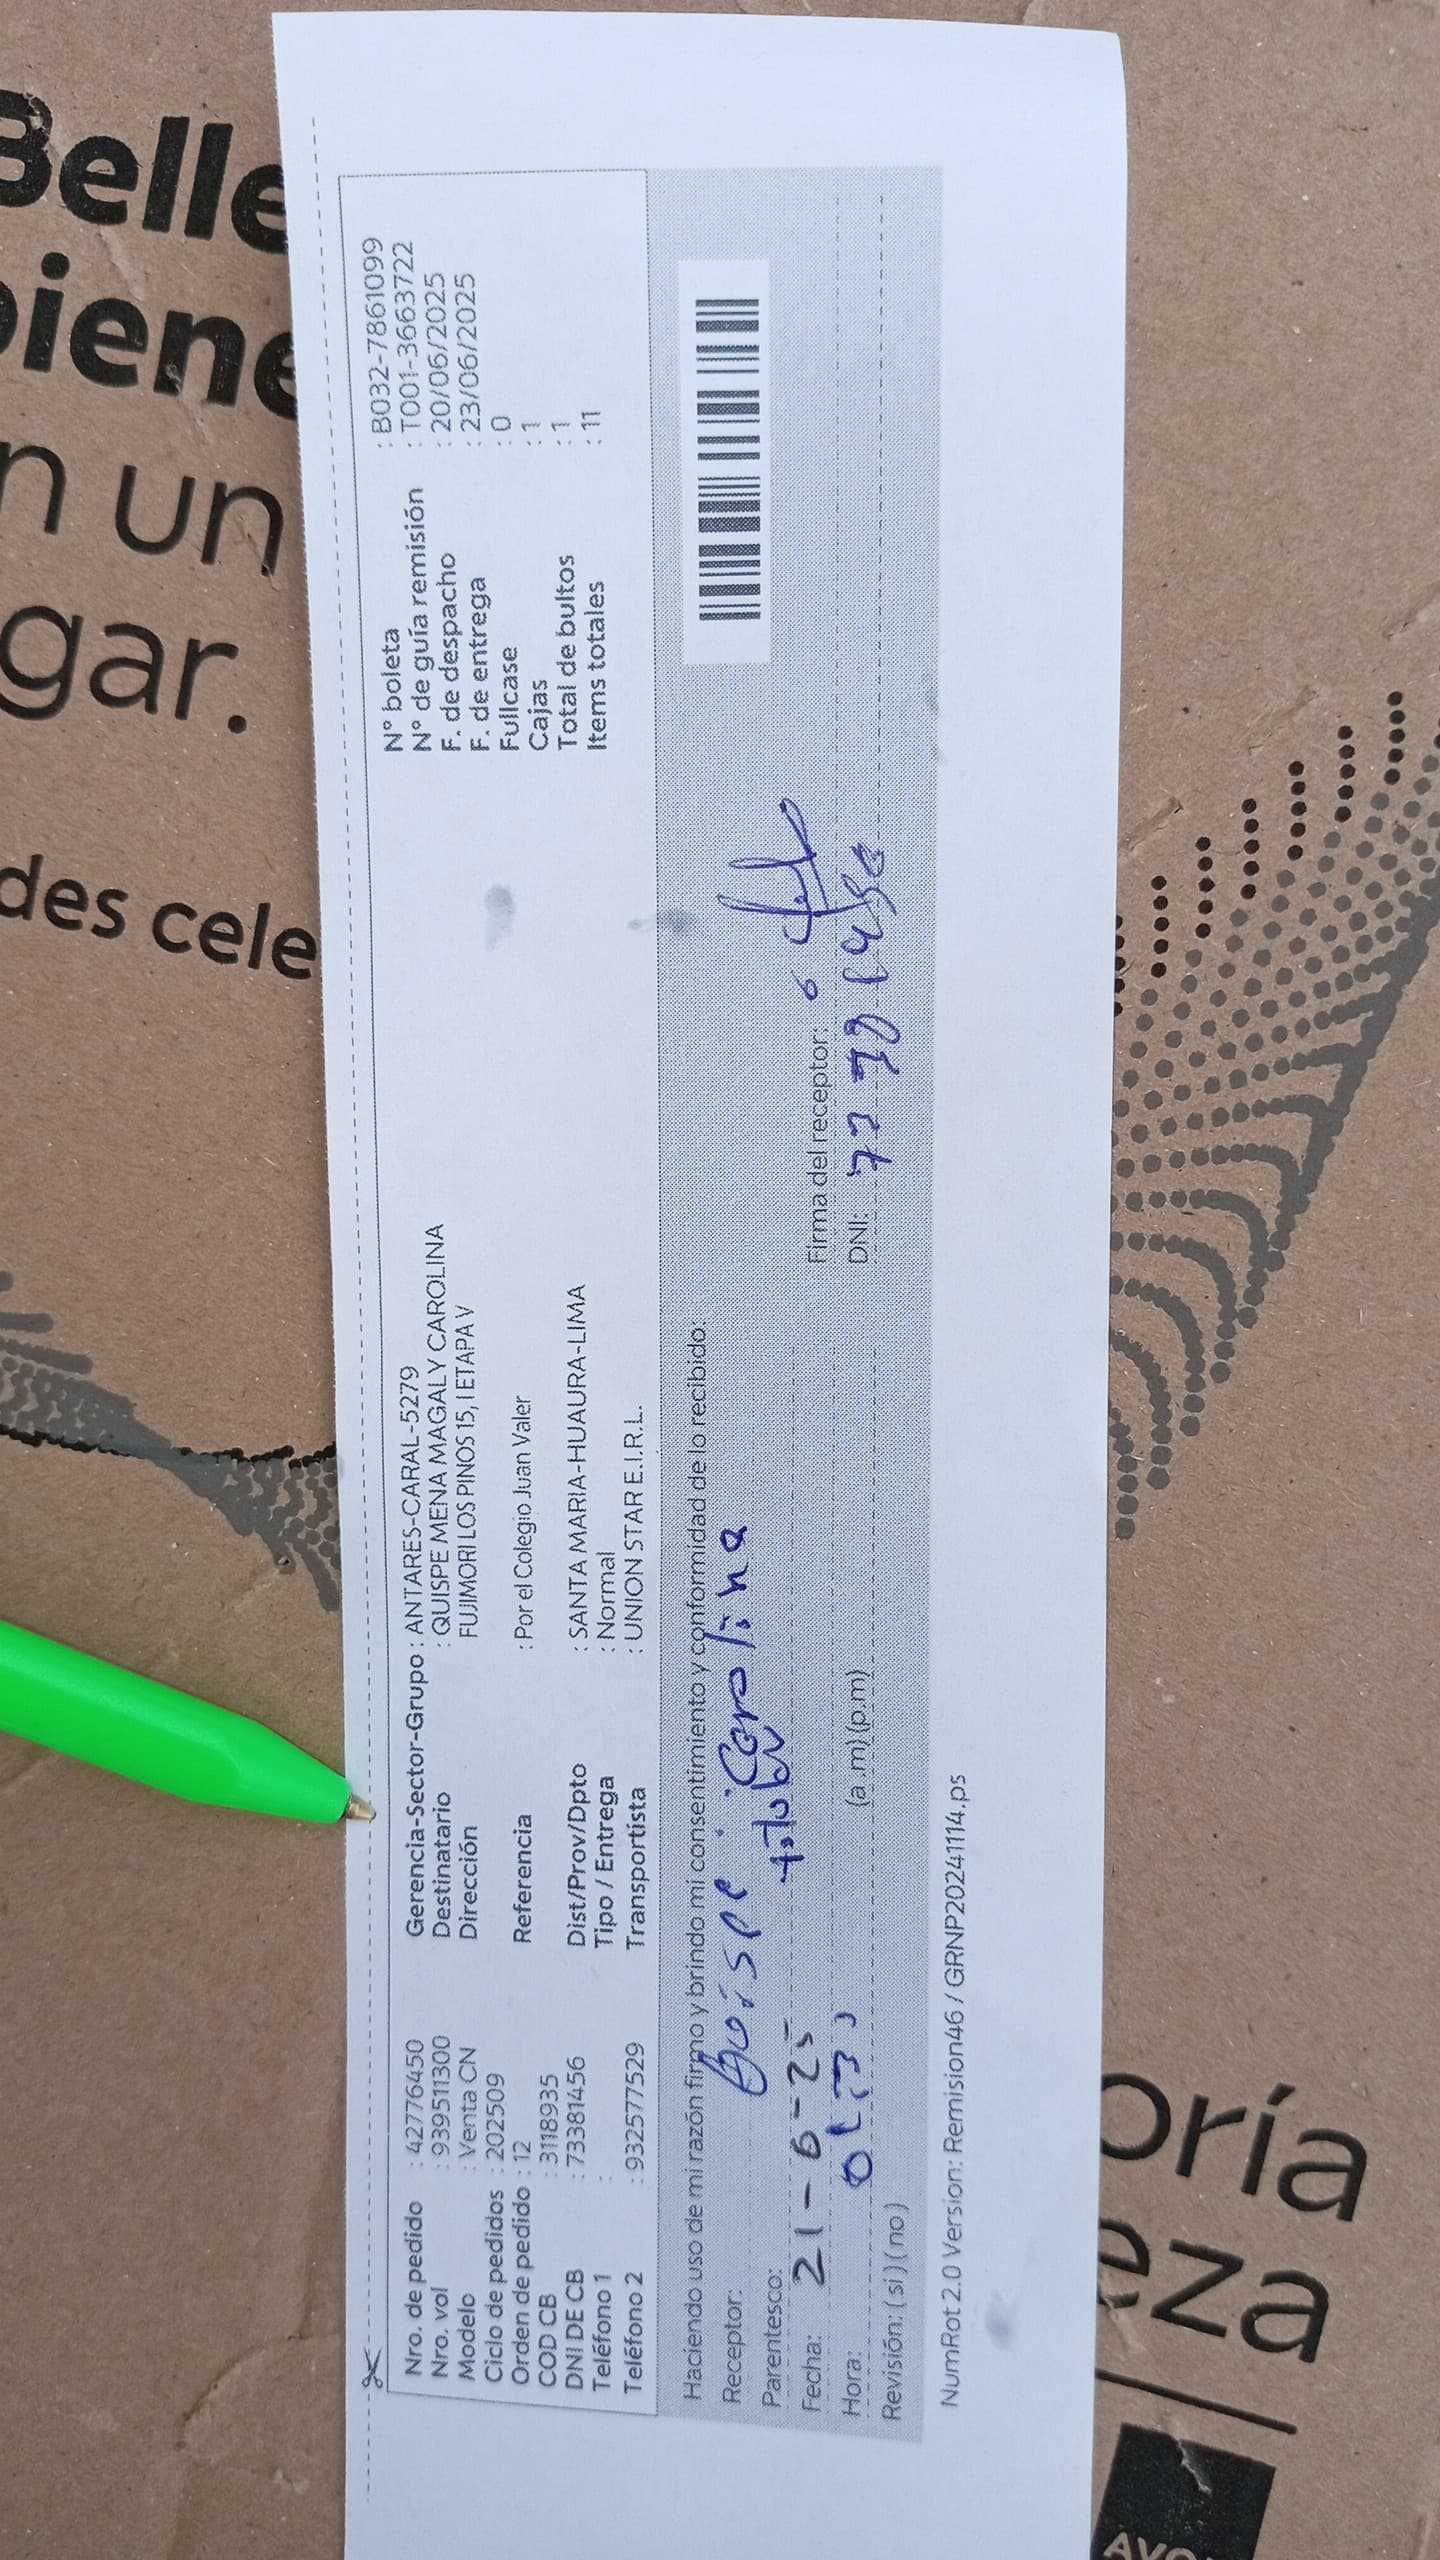 Belle
biene
n un
gar.
des cele
Nro. de pedido : 42776450
Nro. vol : 939511300
Modelo : Venta CN
Ciclo de pedidos : 202509
Orden de pedido : 12
COD CB : 3118935
DNI DE CB : 73381456
Teléfono 1 :
Teléfono 2 : 932577529
Gerencia-Sector-Grupo : ANTARES-CARAL-5279
Destinatario : QUISPE MENA MAGALY CAROLINA
Dirección FUJIMORI LOS PINOS 15, I ETAPA V
Referencia : Por el Colegio Juan Valer
Dist/Prov/Dpto : SANTA MARIA-HUAURA-LIMA
Tipo / Entrega : Normal
Transportista : UNION STAR E.I.R.L.
N° boleta : B032-7861099
N° de guía remisión : T001-3663722
F. de despacho : 20/06/2025
F. de entrega : 23/06/2025
Fullcase : 0
Cajas : 1
Total de bultos : 1
Items totales : 11
Haciendo uso de mi razón firmo y brindo mi consentimiento y conformidad de lo recibido:
Receptor: Carolina
Parentesco: titular
Fecha: 21-6-25
Firma del receptor:
Hora: (a .m) (p.m)
DNI:
Revisión: ( si ) ( no )
NumRot 2.0 Version: Remision46 / GRNP20241114.ps
oría
eza
AVO